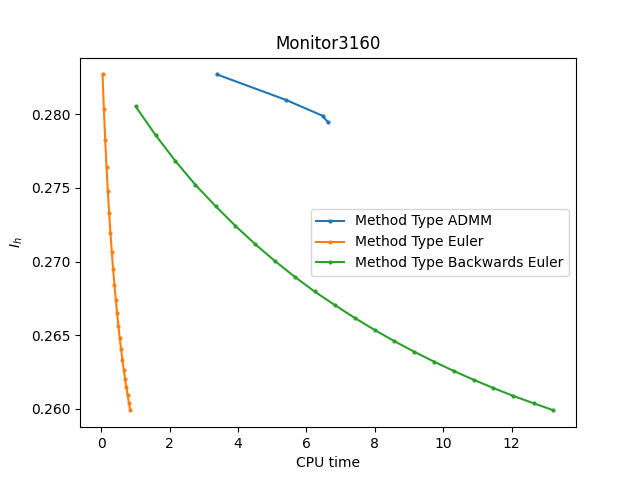 Monitor3160
0.280
0.275
0.270
0.265
0.260
I_h
Method Type ADMM
Method Type Euler
Method Type Backwards Euler
0 2 4 6 8 10 12
CPU time